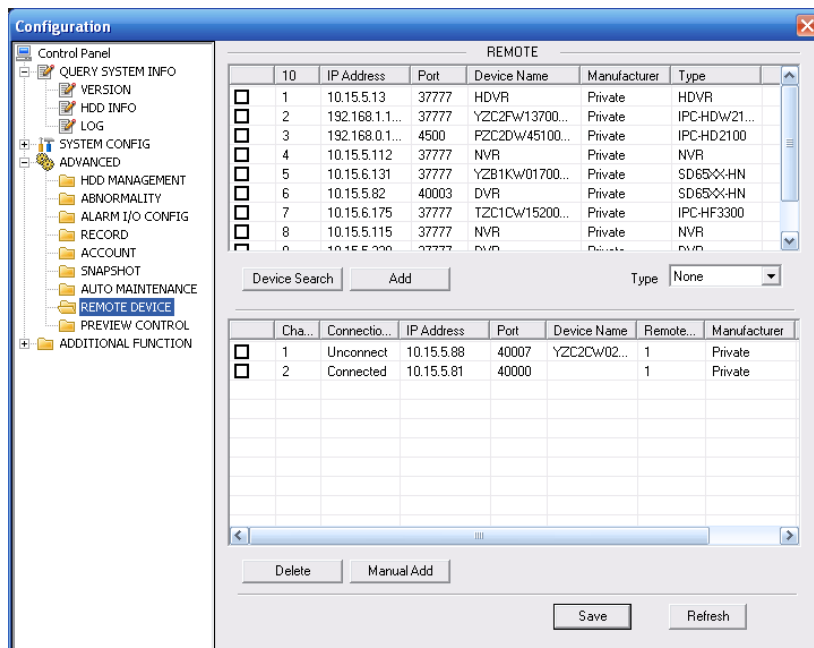 Configuration
Control Panel
QUERY SYSTEM INFO
VERSION
HDD INFO
LOG
SYSTEM CONFIG
ADVANCED
HDD MANAGEMENT
ABNORMALITY
ALARM I/O CONFIG
RECORD
ACCOUNT
SNAPSHOT
AUTO MAINTENANCE
REMOTE DEVICE
PREVIEW CONTROL
ADDITIONAL FUNCTION
REMOTE
10 IP Address Port Device Name Manufacturer Type
1 10.15.5.13 37777 HDVR Private HDVR
2 192.168.1.1... 37777 YZC2FW13700... Private IPC-HDW21...
3 192.168.0.1... 4500 PZC2DW45100... Private IPC-HD2100
4 10.15.5.112 37777 NVR Private NVR
5 10.15.6.131 37777 YZB1KW01700... Private SD65XX-HN
6 10.15.5.82 40003 DVR Private SD65XX-HN
7 10.15.6.175 37777 TZC1CW15200... Private IPC-HF3300
8 10.15.5.115 37777 NVR Private NVR
Device Search Add Type None
Cha... Connectio... IP Address Port Device Name Remote... Manufacturer
1 Unconnect 10.15.5.88 40007 YZC2CW02... 1 Private
2 Connected 10.15.5.81 40000 1 Private
Delete Manual Add
Save Refresh